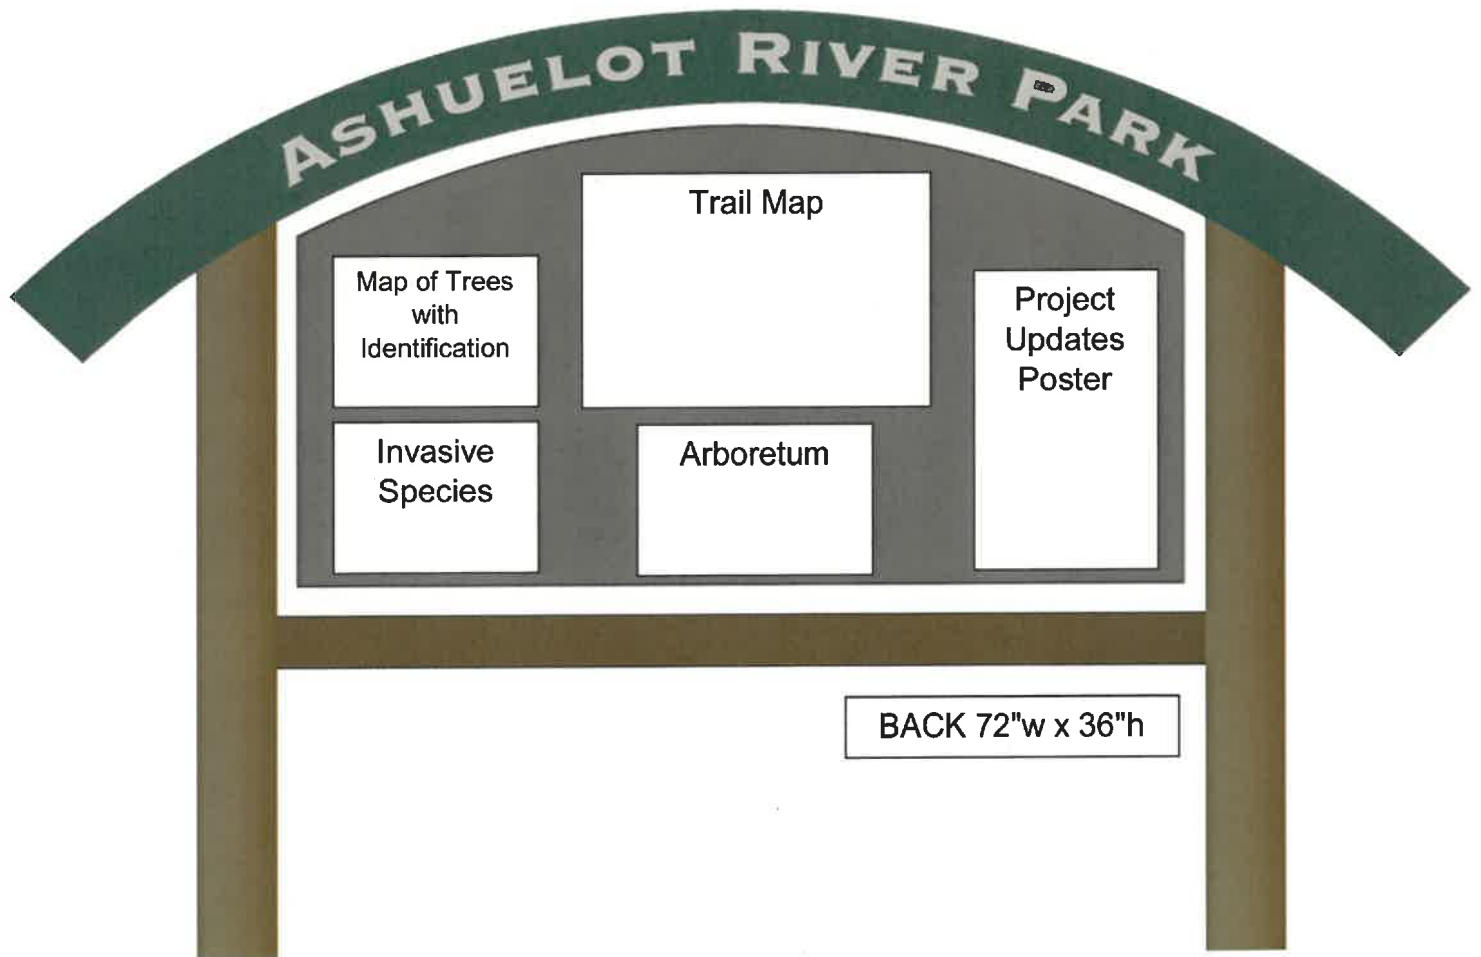 ASHUELOT RIVER PARK
Trail Map
Map of Trees
with
Identification
Project
Updates
Poster
Invasive
Species
Arboretum
BACK 72"w x 36"h